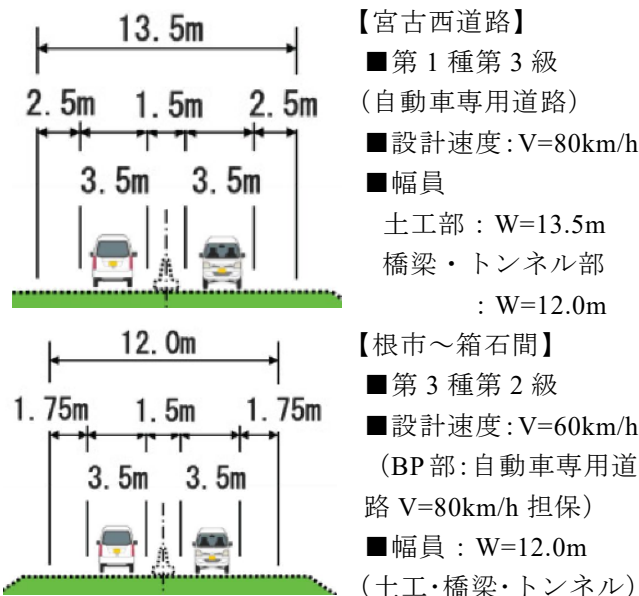 13.5m
2.5m 1.5m 2.5m
3.5m 3.5m
【宮古西道路】
■第1種第3級
(自動車専用道路)
■設計速度:V=80km/h
■幅員
土工部：W=13.5m
橋梁・トンネル部
：W=12.0m
12.0m
1.75m 1.5m 1.75m
3.5m 3.5m
【根市～箱石間】
■第3種第2級
■設計速度:V=60km/h
（BP部:自動車専用道
路 V=80km/h 担保）
■幅員：W=12.0m
（土工･橋梁･トンネル）